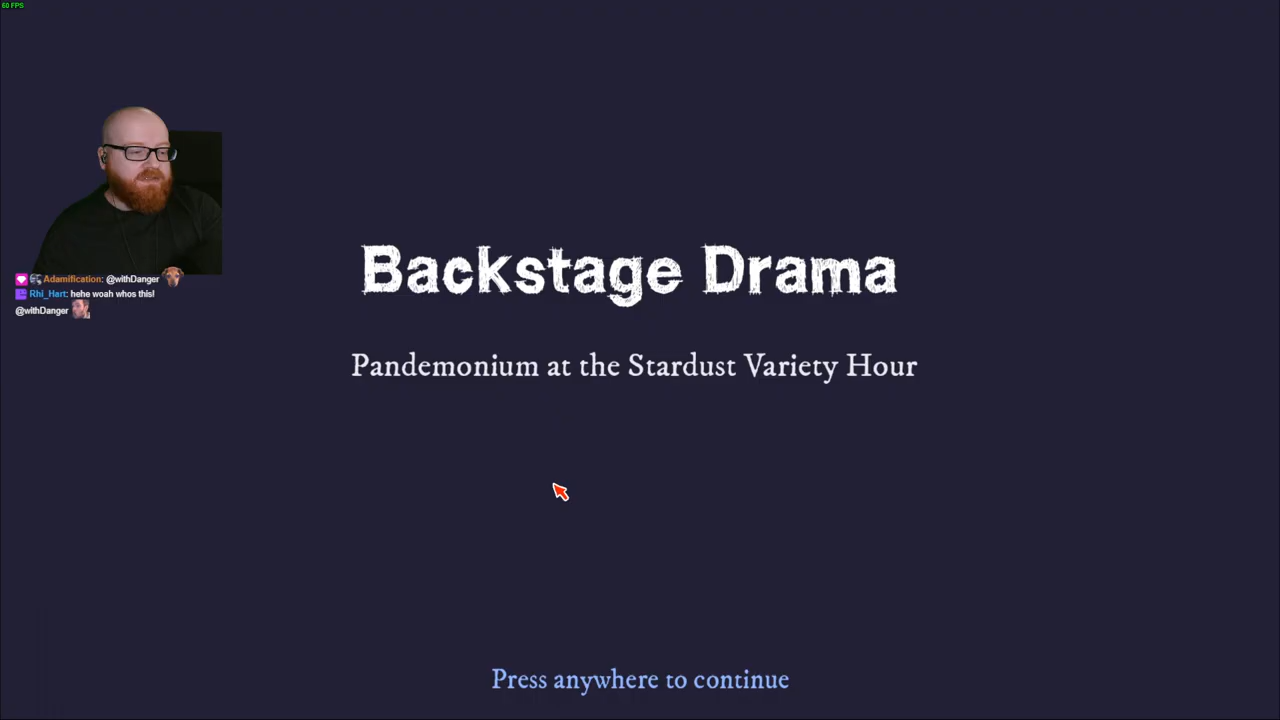 60 FPS
Adamification: @withDanger
Rhi_Hart: hehe woah whos this!
@withDanger
Backstage Drama
Pandemonium at the Stardust Variety Hour
Press anywhere to continue